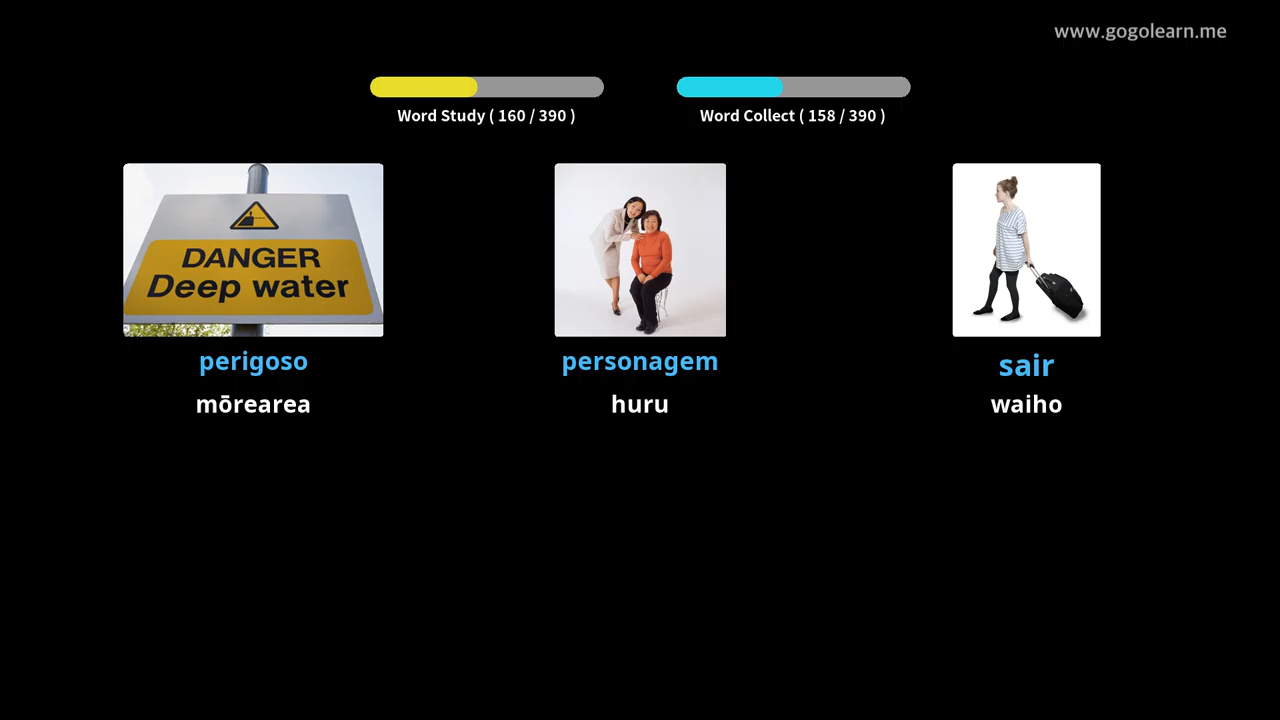 www.gogolearn.me
Word Study ( 160 / 390 )
Word Collect ( 158 / 390 )
DANGER
Deep water
perigoso
personagem
sair
mōrearea
huru
waiho